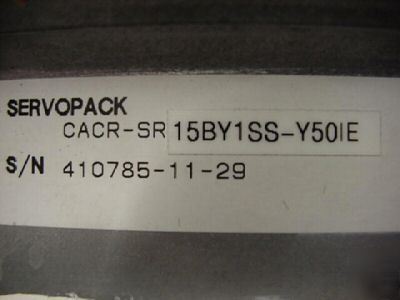 SERVOPACK
CACR-SR 15BY1SS-Y50IE
S/N 410785-11-29